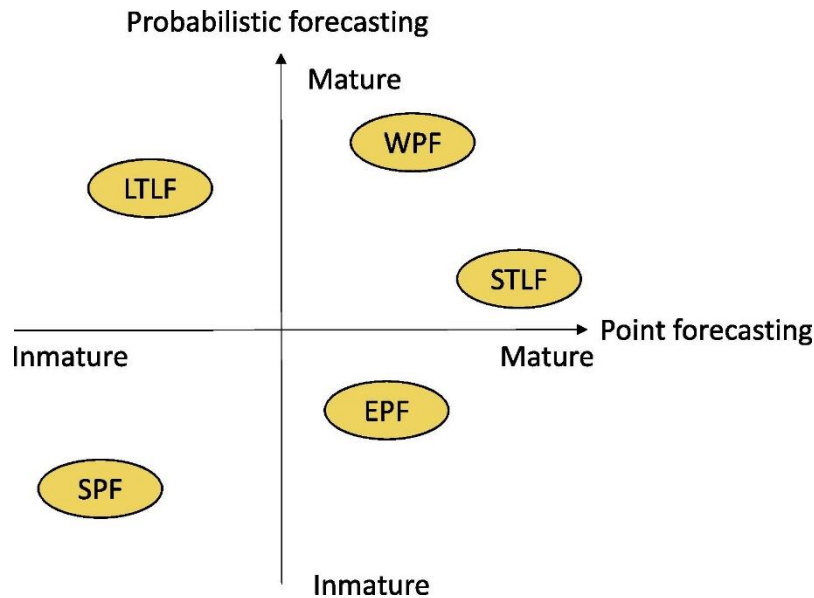 Probabilistic forecasting
Mature
WPF
LTLF
STLF
Point forecasting
Inmature
Mature
EPF
SPF
Inmature